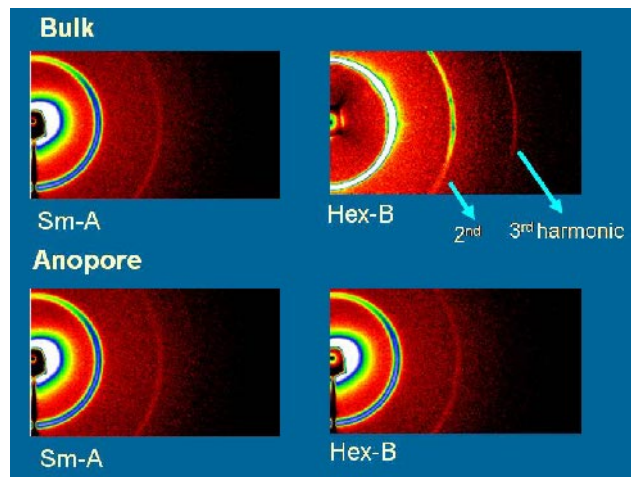 Bulk
Sm-A
Hex-B
2nd
3rd harmonic
Anopore
Sm-A
Hex-B